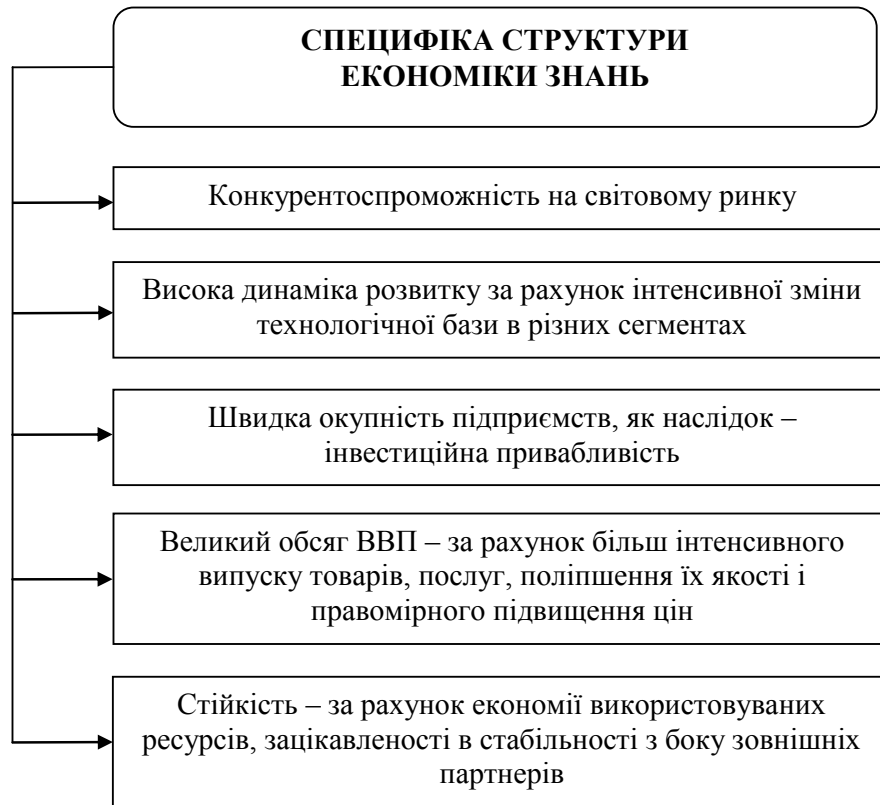 СПЕЦИФІКА СТРУКТУРИ
ЕКОНОМІКИ ЗНАНЬ
Конкурентоспроможність на світовому ринку
Висока динаміка розвитку за рахунок інтенсивної зміни
технологічної бази в різних сегментах
Швидка окупність підприємств, як наслідок –
інвестиційна привабливість
Великий обсяг ВВП – за рахунок більш інтенсивного
випуску товарів, послуг, поліпшення їх якості і
правомірного підвищення цін
Стійкість – за рахунок економії використовуваних
ресурсів, зацікавленості в стабільності з боку зовнішніх
партнерів